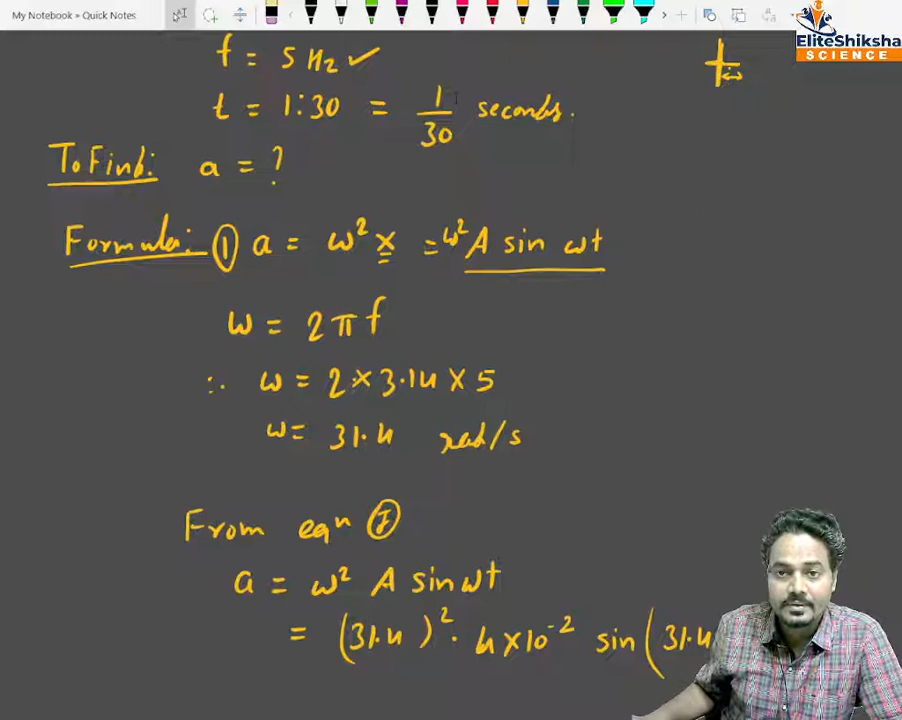 My Notebook » Quick Notes
EliteShiksha
SCIENCE
f = 5 Hz ✓
t = 1:30 = 1/30 seconds.
To Find: a = ?
Formula: ① a = ω² x = ω² A sin ωt
ω = 2πf
∴ ω = 2 × 3.14 × 5
ω = 31.4 rad/s
From eqn ①
a = ω² A sin ωt
= (31.4)² . 4×10⁻² sin (31.4